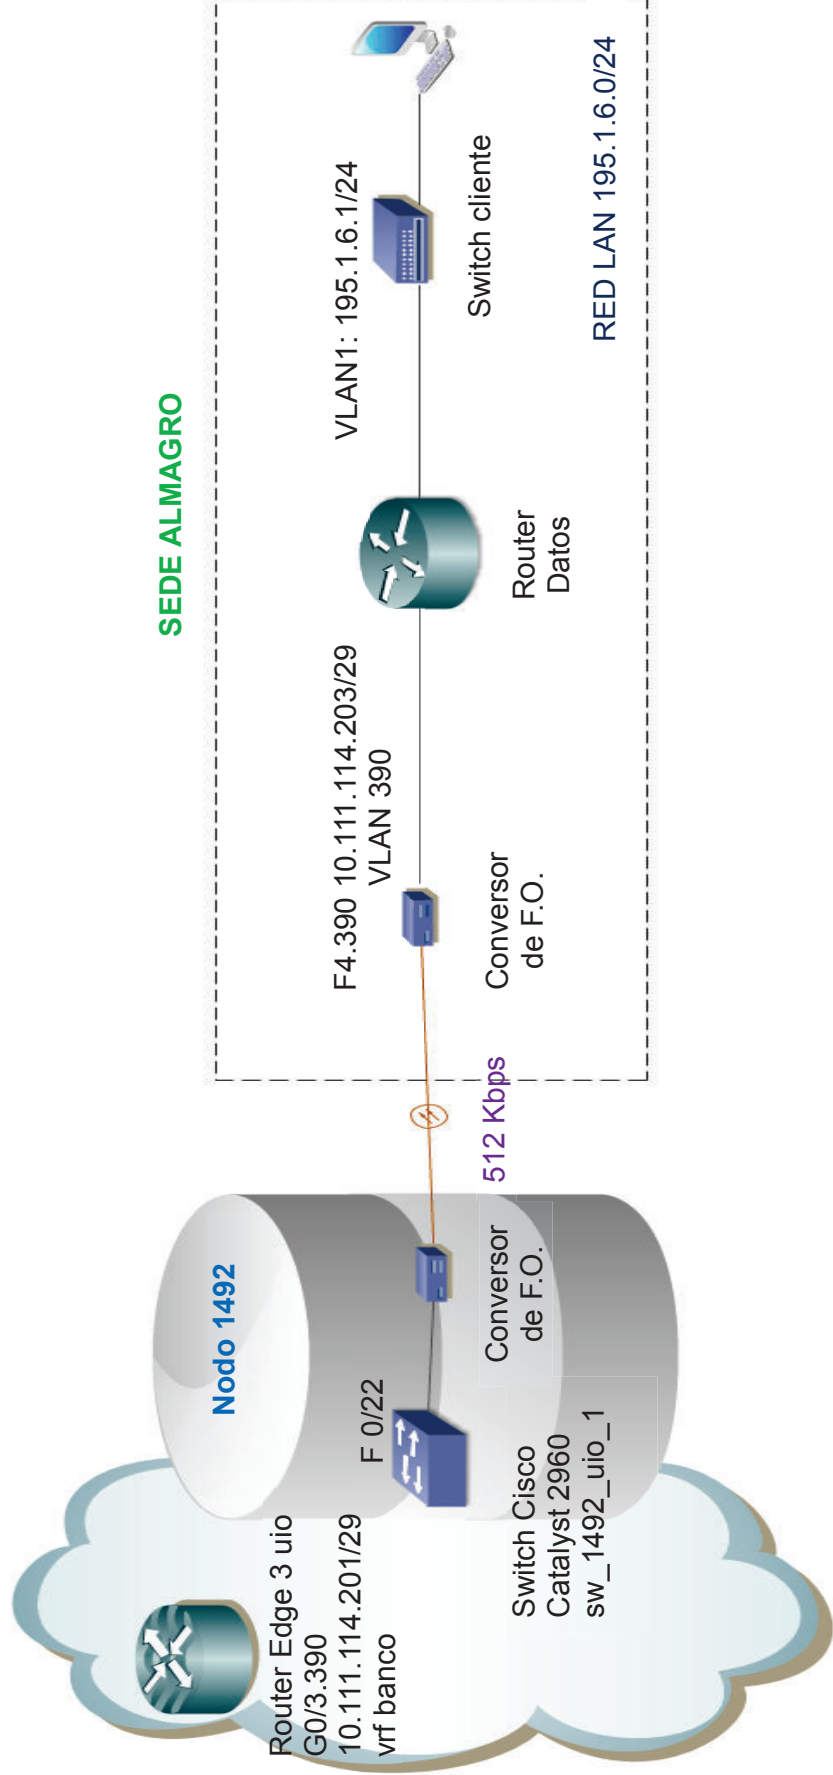 SEDE ALMAGRO
Nodo 1492
Router Edge 3 uio
G0/3.390
10.111.114.201/29
vrf banco
F 0/22
Switch Cisco
Catalyst 2960
sw_1492_uio_1
Conversor
de F.O.
512 Kbps
F4.390 10.111.114.203/29
VLAN 390
Conversor
de F.O.
Router
Datos
VLAN1: 195.1.6.1/24
Switch cliente
RED LAN 195.1.6.0/24